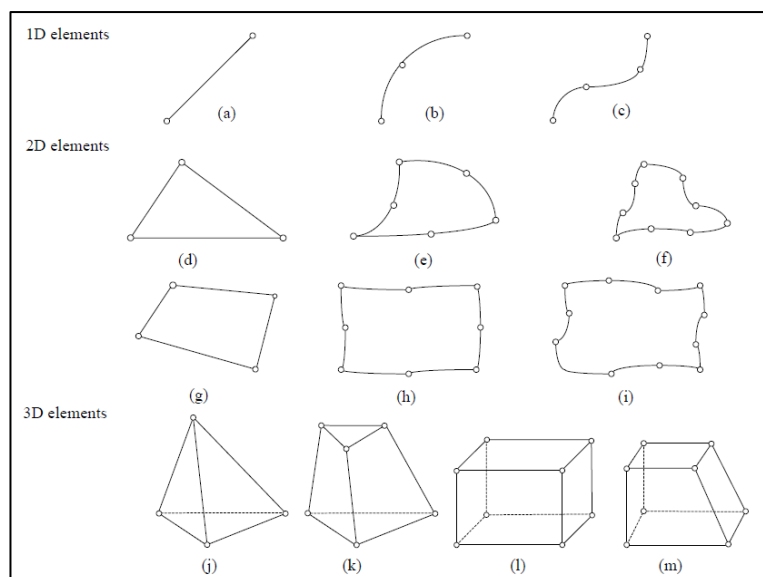 1D elements
(a) (b) (c)
2D elements
(d) (e) (f)
(g) (h) (i)
3D elements
(j) (k) (l) (m)